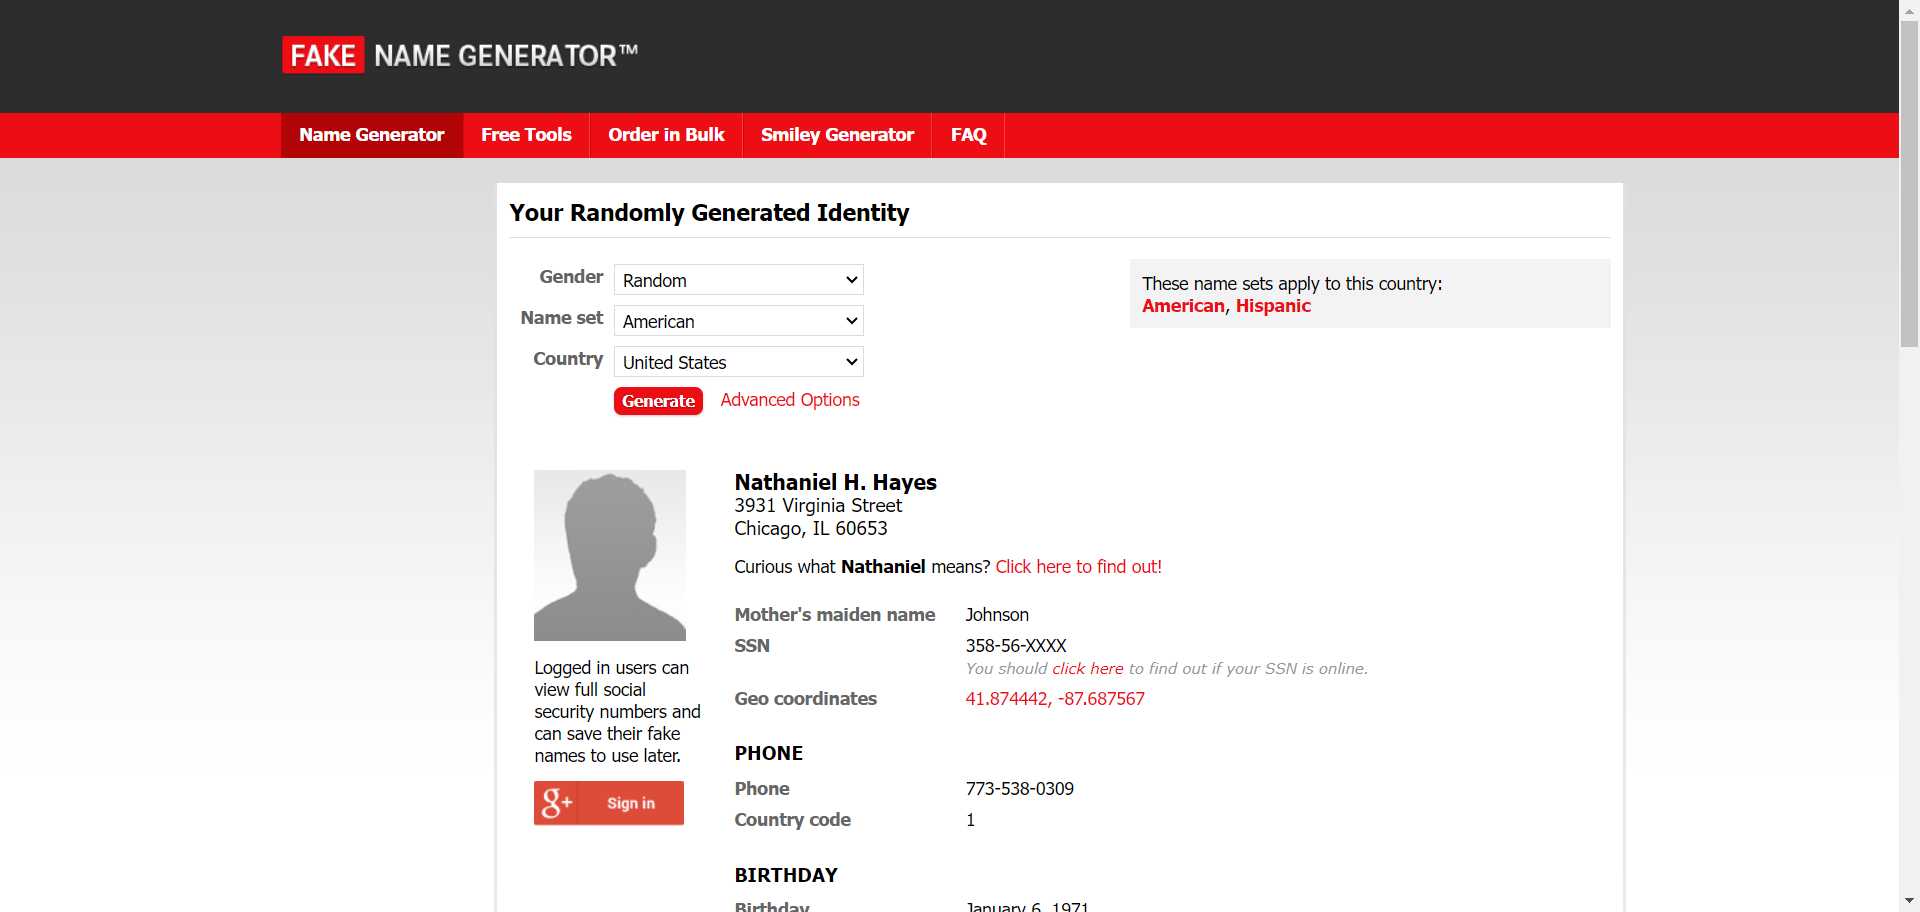 FAKE NAME GENERATOR™
Name Generator Free Tools Order in Bulk Smiley Generator FAQ
Your Randomly Generated Identity
Gender Random
Name set American
Country United States
Generate Advanced Options
These name sets apply to this country:
American, Hispanic
Nathaniel H. Hayes
3931 Virginia Street
Chicago, IL 60653
Curious what Nathaniel means? Click here to find out!
Mother's maiden name Johnson
SSN 358-56-XXXX
You should click here to find out if your SSN is online.
Geo coordinates 41.874442, -87.687567
Logged in users can
view full social
security numbers and
can save their fake
names to use later.
g+ Sign in
PHONE
Phone 773-538-0309
Country code 1
BIRTHDAY
Birthday January 6, 1971